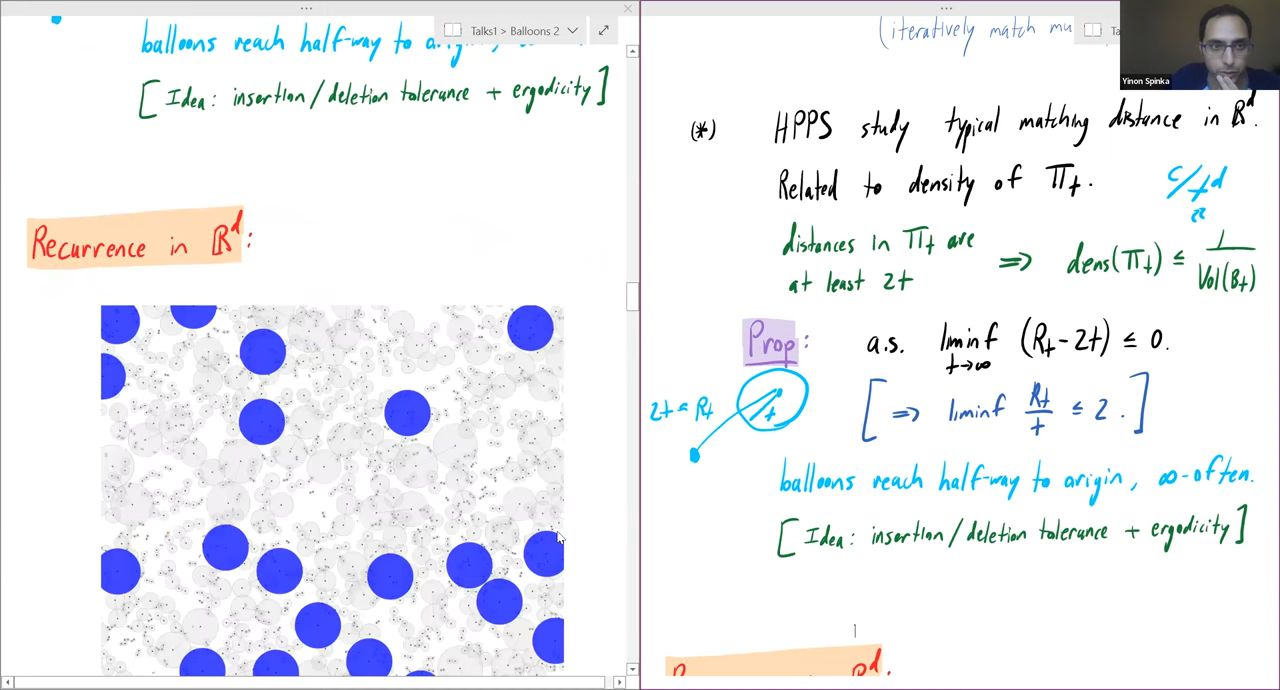 Talks1 > Balloons 2
balloons reach half-way to
[Idea: insertion/deletion tolerance + ergodicity]
Recurrence in ℝ^d:
(iteratively match
Yinon Spinka
(*) HPPS study typical matching distance in ℝ^d.
Related to density of Π_t. C/t^d
distances in Π_t are
at least 2t ⇒ dens(Π_t) ≤ 1/Vol(B_t)
Prop: a.s. liminf_{t→∞} (R_t - 2t) ≤ 0.
2t ≈ R_t t [⇒ liminf R_t/t ≤ 2.]
balloons reach half-way to origin, ∞-often.
[Idea: insertion/deletion tolerance + ergodicity]